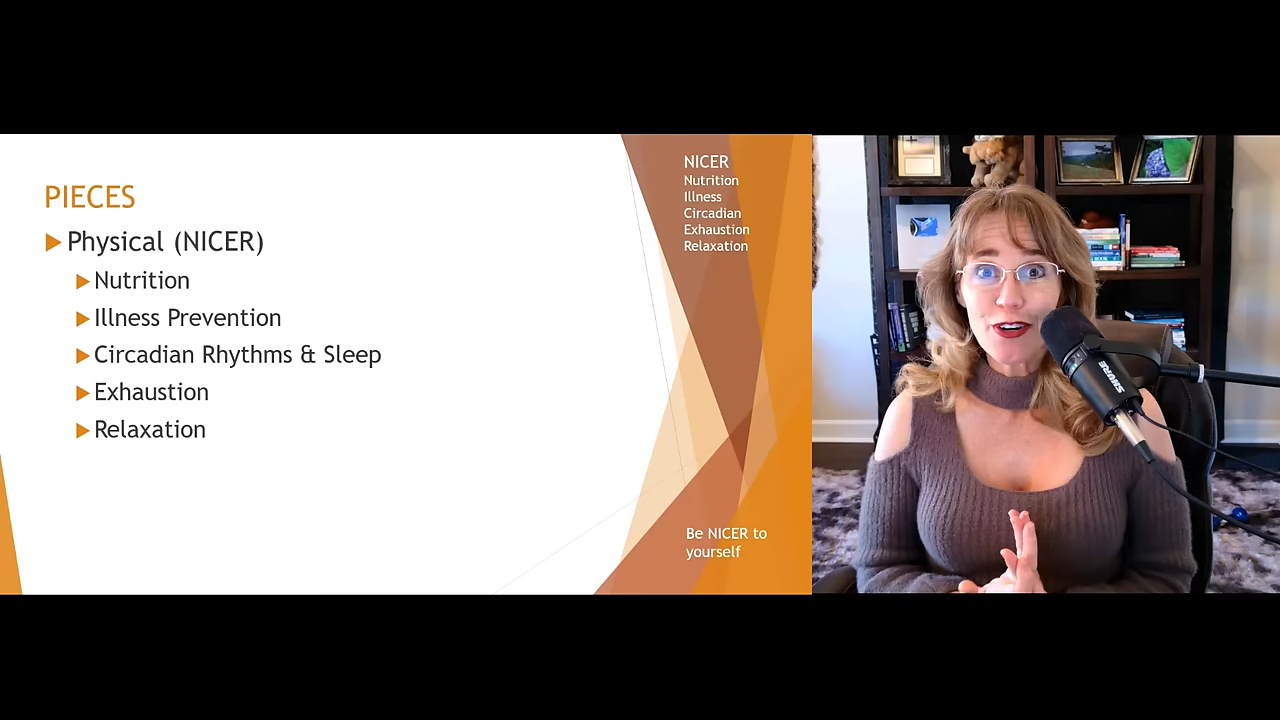 PIECES
Physical (NICER)
Nutrition
Illness Prevention
Circadian Rhythms & Sleep
Exhaustion
Relaxation
NICER
Nutrition
Illness
Circadian
Exhaustion
Relaxation
Be NICER to
yourself
SHURE